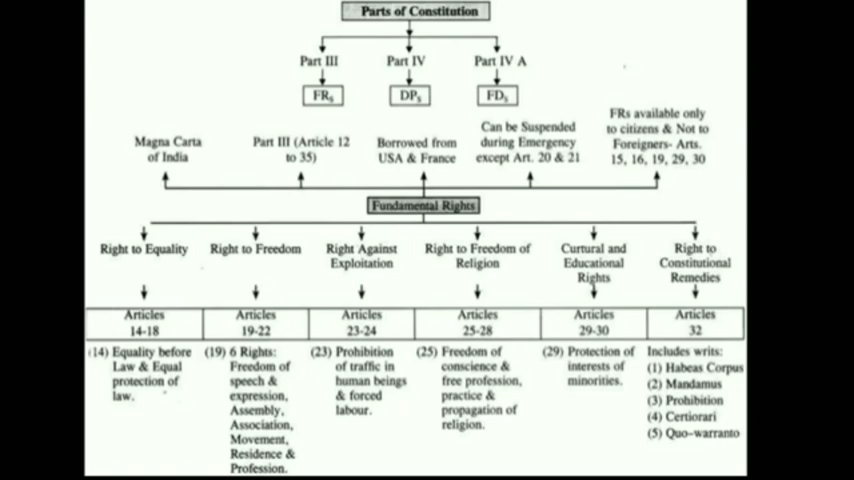 Parts of Constitution
Part III
Part IV
Part IV A
FRs
DPs
FDs
Magna Carta
of India
Part III (Article 12
to 35)
Borrowed from
USA & France
Can be Suspended
during Emergency
except Art. 20 & 21
FRs available only
to citizens & Not to
Foreigners- Arts.
15, 16, 19, 29, 30
Fundamental Rights
Right to Equality
Right to Freedom
Right Against
Exploitation
Right to Freedom of
Religion
Curtural and
Educational
Rights
Right to
Constitutional
Remedies
Articles
14-18
Articles
19-22
Articles
23-24
Articles
25-28
Articles
29-30
Articles
32
(14) Equality before
Law & Equal
protection of
law.
(19) 6 Rights:
Freedom of
speech &
expression,
Assembly,
Association,
Movement,
Residence &
Profession.
(23) Prohibition
of traffic in
human beings
& forced
labour.
(25) Freedom of
conscience &
free profession,
practice &
propagation of
religion.
(29) Protection of
interests of
minorities.
Includes writs:
(1) Habeas Corpus
(2) Mandamus
(3) Prohibition
(4) Certiorari
(5) Quo-warranto